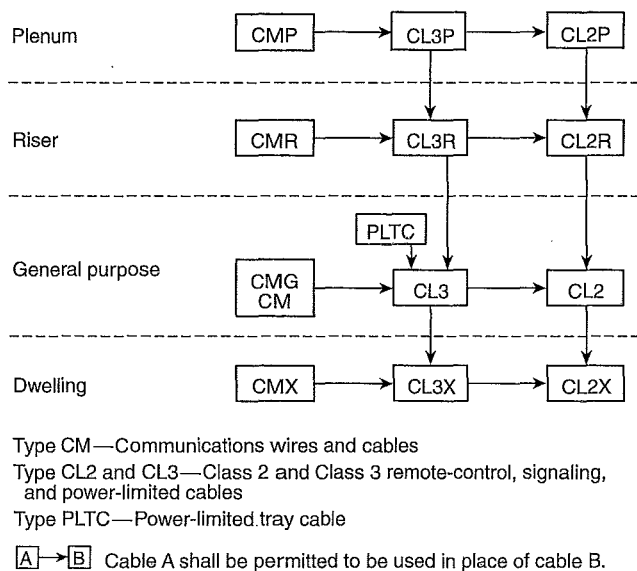 Plenum
CMP
CL3P
CL2P
Riser
CMR
CL3R
CL2R
PLTC
General purpose
CMG
CM
CL3
CL2
Dwelling
CMX
CL3X
CL2X
Type CM—Communications wires and cables
Type CL2 and CL3—Class 2 and Class 3 remote-control, signaling,
and power-limited cables
Type PLTC—Power-limited tray cable
A B Cable A shall be permitted to be used in place of cable B.